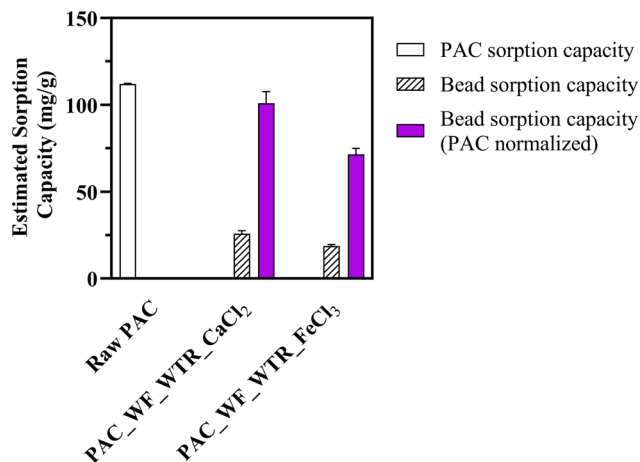 Estimated Sorption
Capacity (mg/g)
150
100
50
0
Raw PAC
PAC_WF_WTR_CaCl₂
PAC_WF_WTR_FeCl₃
PAC sorption capacity
Bead sorption capacity
Bead sorption capacity
(PAC normalized)